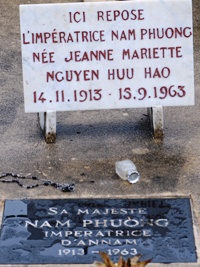 ICI REPOSE
L'IMPÉRATRICE NAM PHUONG
NÉE JEANNE MARIETTE
NGUYEN HUU HAO
14.11.1913 - 15.9.1963
SA MAJESTÉ
NAM PHUONG
IMPERATRICE
D'ANNAM
1913 - 1963